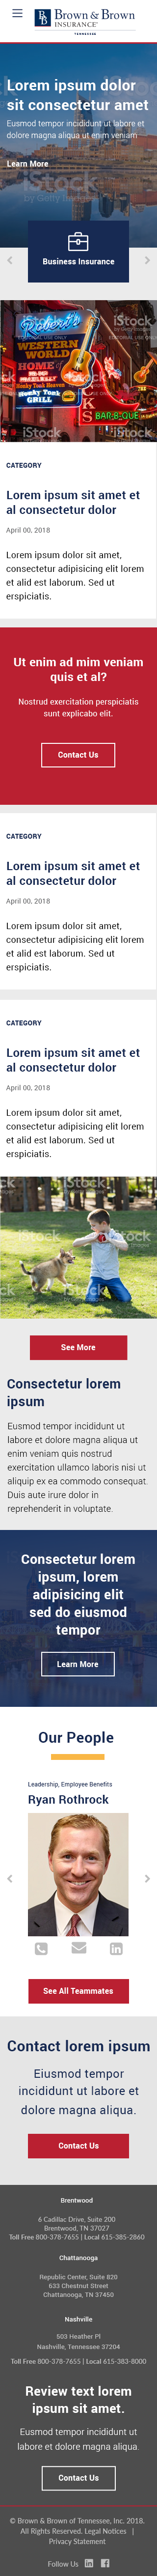 B B Brown & Brown
INSURANCE®
TENNESSEE
Lorem ipsum dolor
sit consectetur amet
Eiusmod tempor incididunt ut labore et
dolore magna aliqua ut enim veniam
Learn More
by Getty Images
Business Insurance
iStock
iStock
iStock
Robert's
WESTERN
WORLD
HOME
OF THE
Honky Tonk Grill
BAR-B-QUE
CATEGORY
Lorem ipsum sit amet et
al consectetur dolor
April 00, 2018
Lorem ipsum dolor sit amet,
consectetur adipisicing elit lorem
et alid est laborum. Sed ut
erspiciatis.
Ut enim ad mim veniam
quis et al?
Nostrud exercitation perspiciatis
sunt explicabo elit.
Contact Us
CATEGORY
Lorem ipsum sit amet et
al consectetur dolor
April 00, 2018
Lorem ipsum dolor sit amet,
consectetur adipisicing elit lorem
et alid est laborum. Sed ut
erspiciatis.
CATEGORY
Lorem ipsum sit amet et
al consectetur dolor
April 00, 2018
Lorem ipsum dolor sit amet,
consectetur adipisicing elit lorem
et alid est laborum. Sed ut
erspiciatis.
iStock
See More
Consectetur lorem
ipsum
Eusmod tempor incididunt ut
labore et dolore magna aliqua ut
enim veniam quis nostrud
exercitation ullamco laboris nisi ut
aliquip ex ea commodo consequat.
Duis aute irure dolor in
reprehenderit in voluptate.
Consectetur lorem
ipsum, lorem
adipisicing elit
sed do eiusmod
tempor
Learn More
Our People
Leadership, Employee Benefits
Ryan Rothrock
in
See All Teammates
Contact lorem ipsum
Eiusmod tempor
incididunt ut labore et
dolore magna aliqua.
Contact Us
Brentwood
6 Cadillac Drive, Suite 200
Brentwood, TN 37027
Toll Free 800-378-7655 | Local 615-385-2860
Chattanooga
Republic Center, Suite 820
633 Chestnut Street
Chattanooga, TN 37450
Nashville
503 Heather Pl
Nashville, Tennessee 37204
Toll Free 800-378-7655 | Local 615-383-8000
Review text lorem
ipsum sit amet.
Eusmod tempor incididunt ut
labore et dolore magna aliqua.
Contact Us
© Brown & Brown of Tennessee, Inc. 2018.
All Rights Reserved. Legal Notices |
Privacy Statement
Follow Us in f